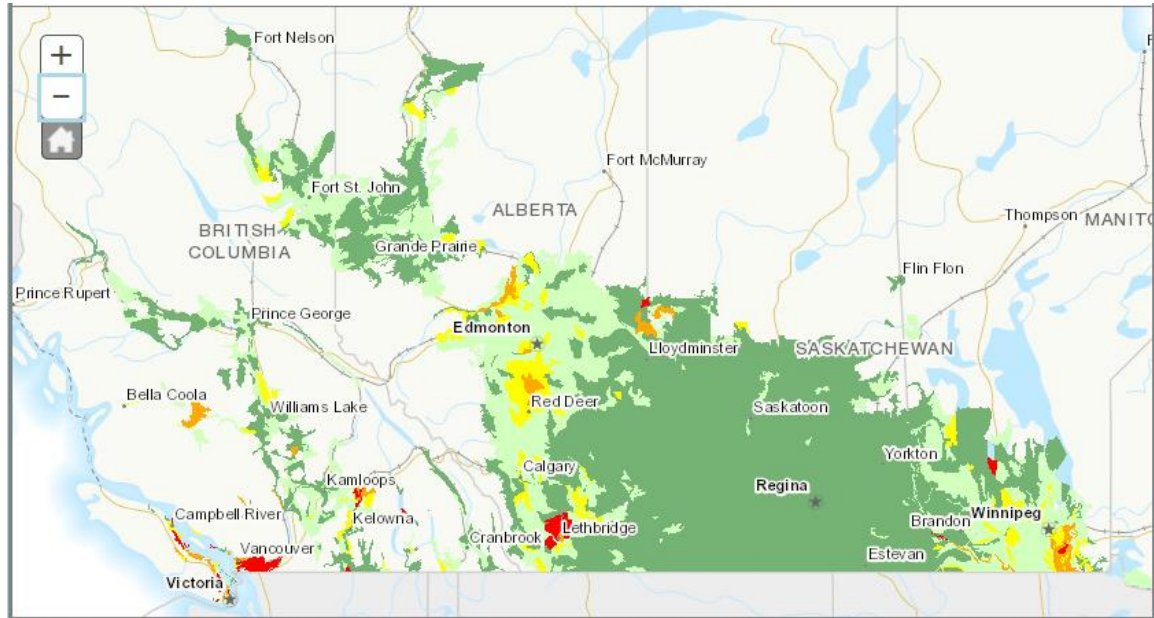 +
Fort Nelson
−
Fort McMurray
Fort St. John
ALBERTA
Thompson
MANITO
BRITISH
COLUMBIA
Grande Prairie
Flin Flon
Prince Rupert
Prince George
Edmonton
Lloydminster
SASKATCHEWAN
Bella Coola
Williams Lake
Red Deer
Saskatoon
Calgary
Yorkton
Kamloops
Regina
Campbell River
Kelowna
Lethbridge
Brandon
Winnipeg
Cranbrook
Vancouver
Estevan
Victoria